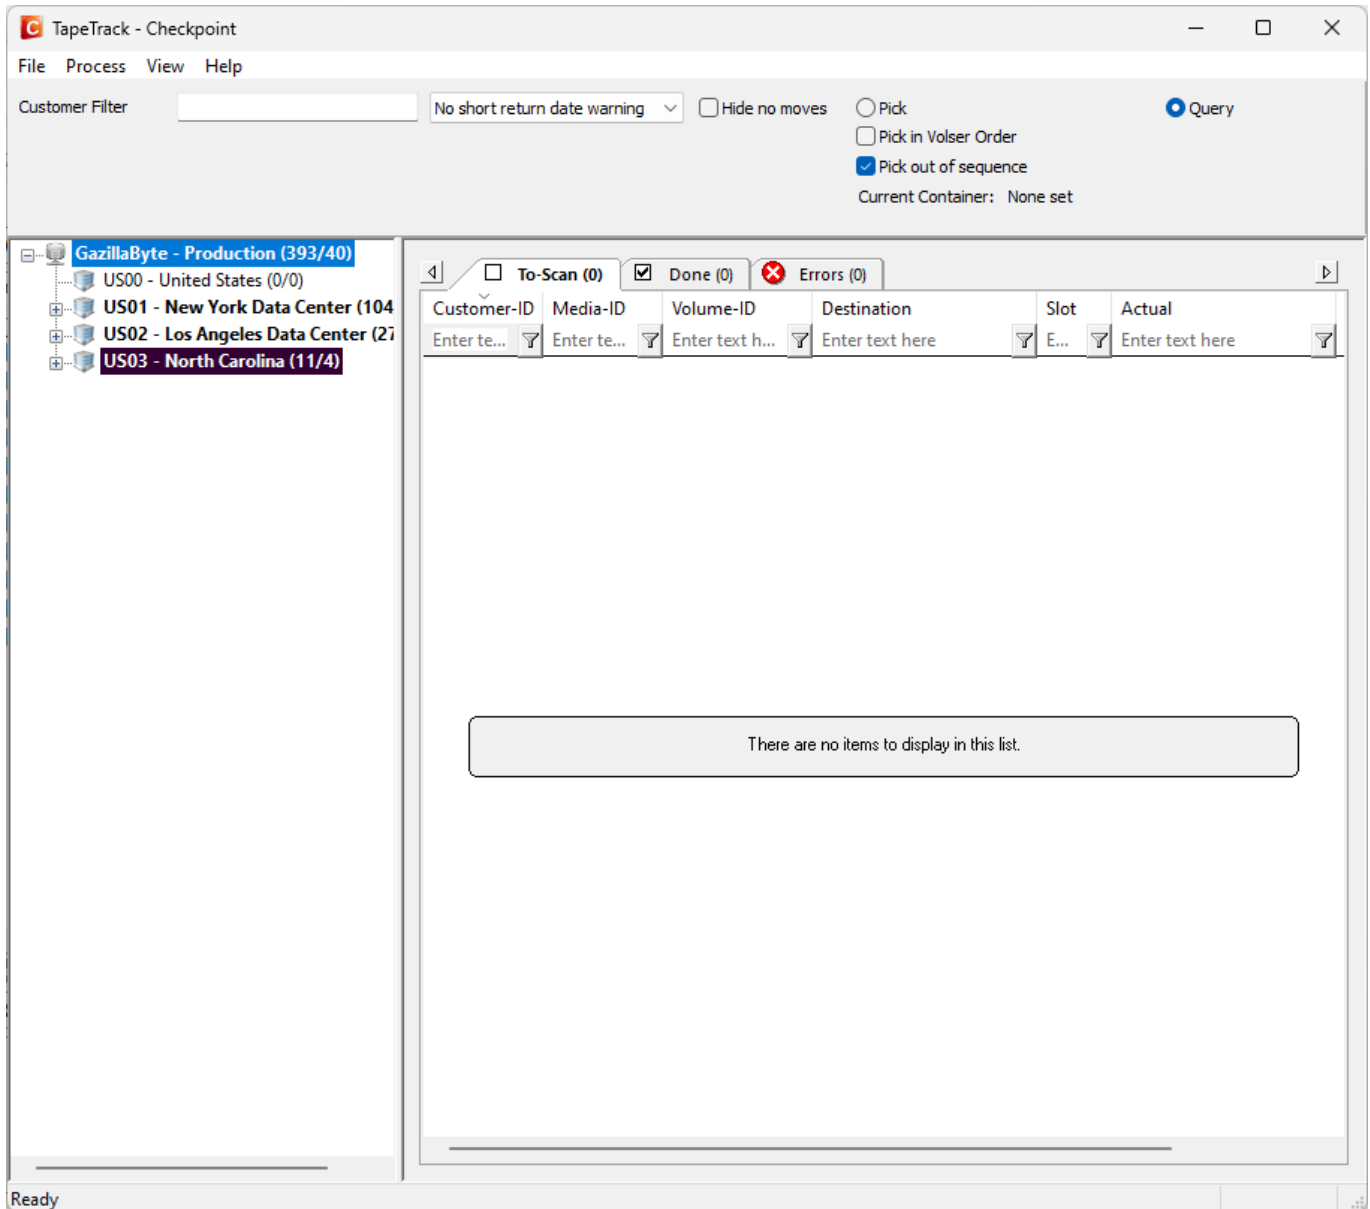 TapeTrack - Checkpoint
File Process View Help
Customer Filter No short return date warning Hide no moves Pick Query
Pick in Volser Order
Pick out of sequence
Current Container: None set
GazillaByte - Production (393/40)
US00 - United States (0/0)
US01 - New York Data Center (104
US02 - Los Angeles Data Center (27
US03 - North Carolina (11/4)
To-Scan (0) Done (0) Errors (0)
Customer-ID Media-ID Volume-ID Destination Slot Actual
Enter te... Enter te... Enter text h... Enter text here E... Enter text here
There are no items to display in this list.
Ready